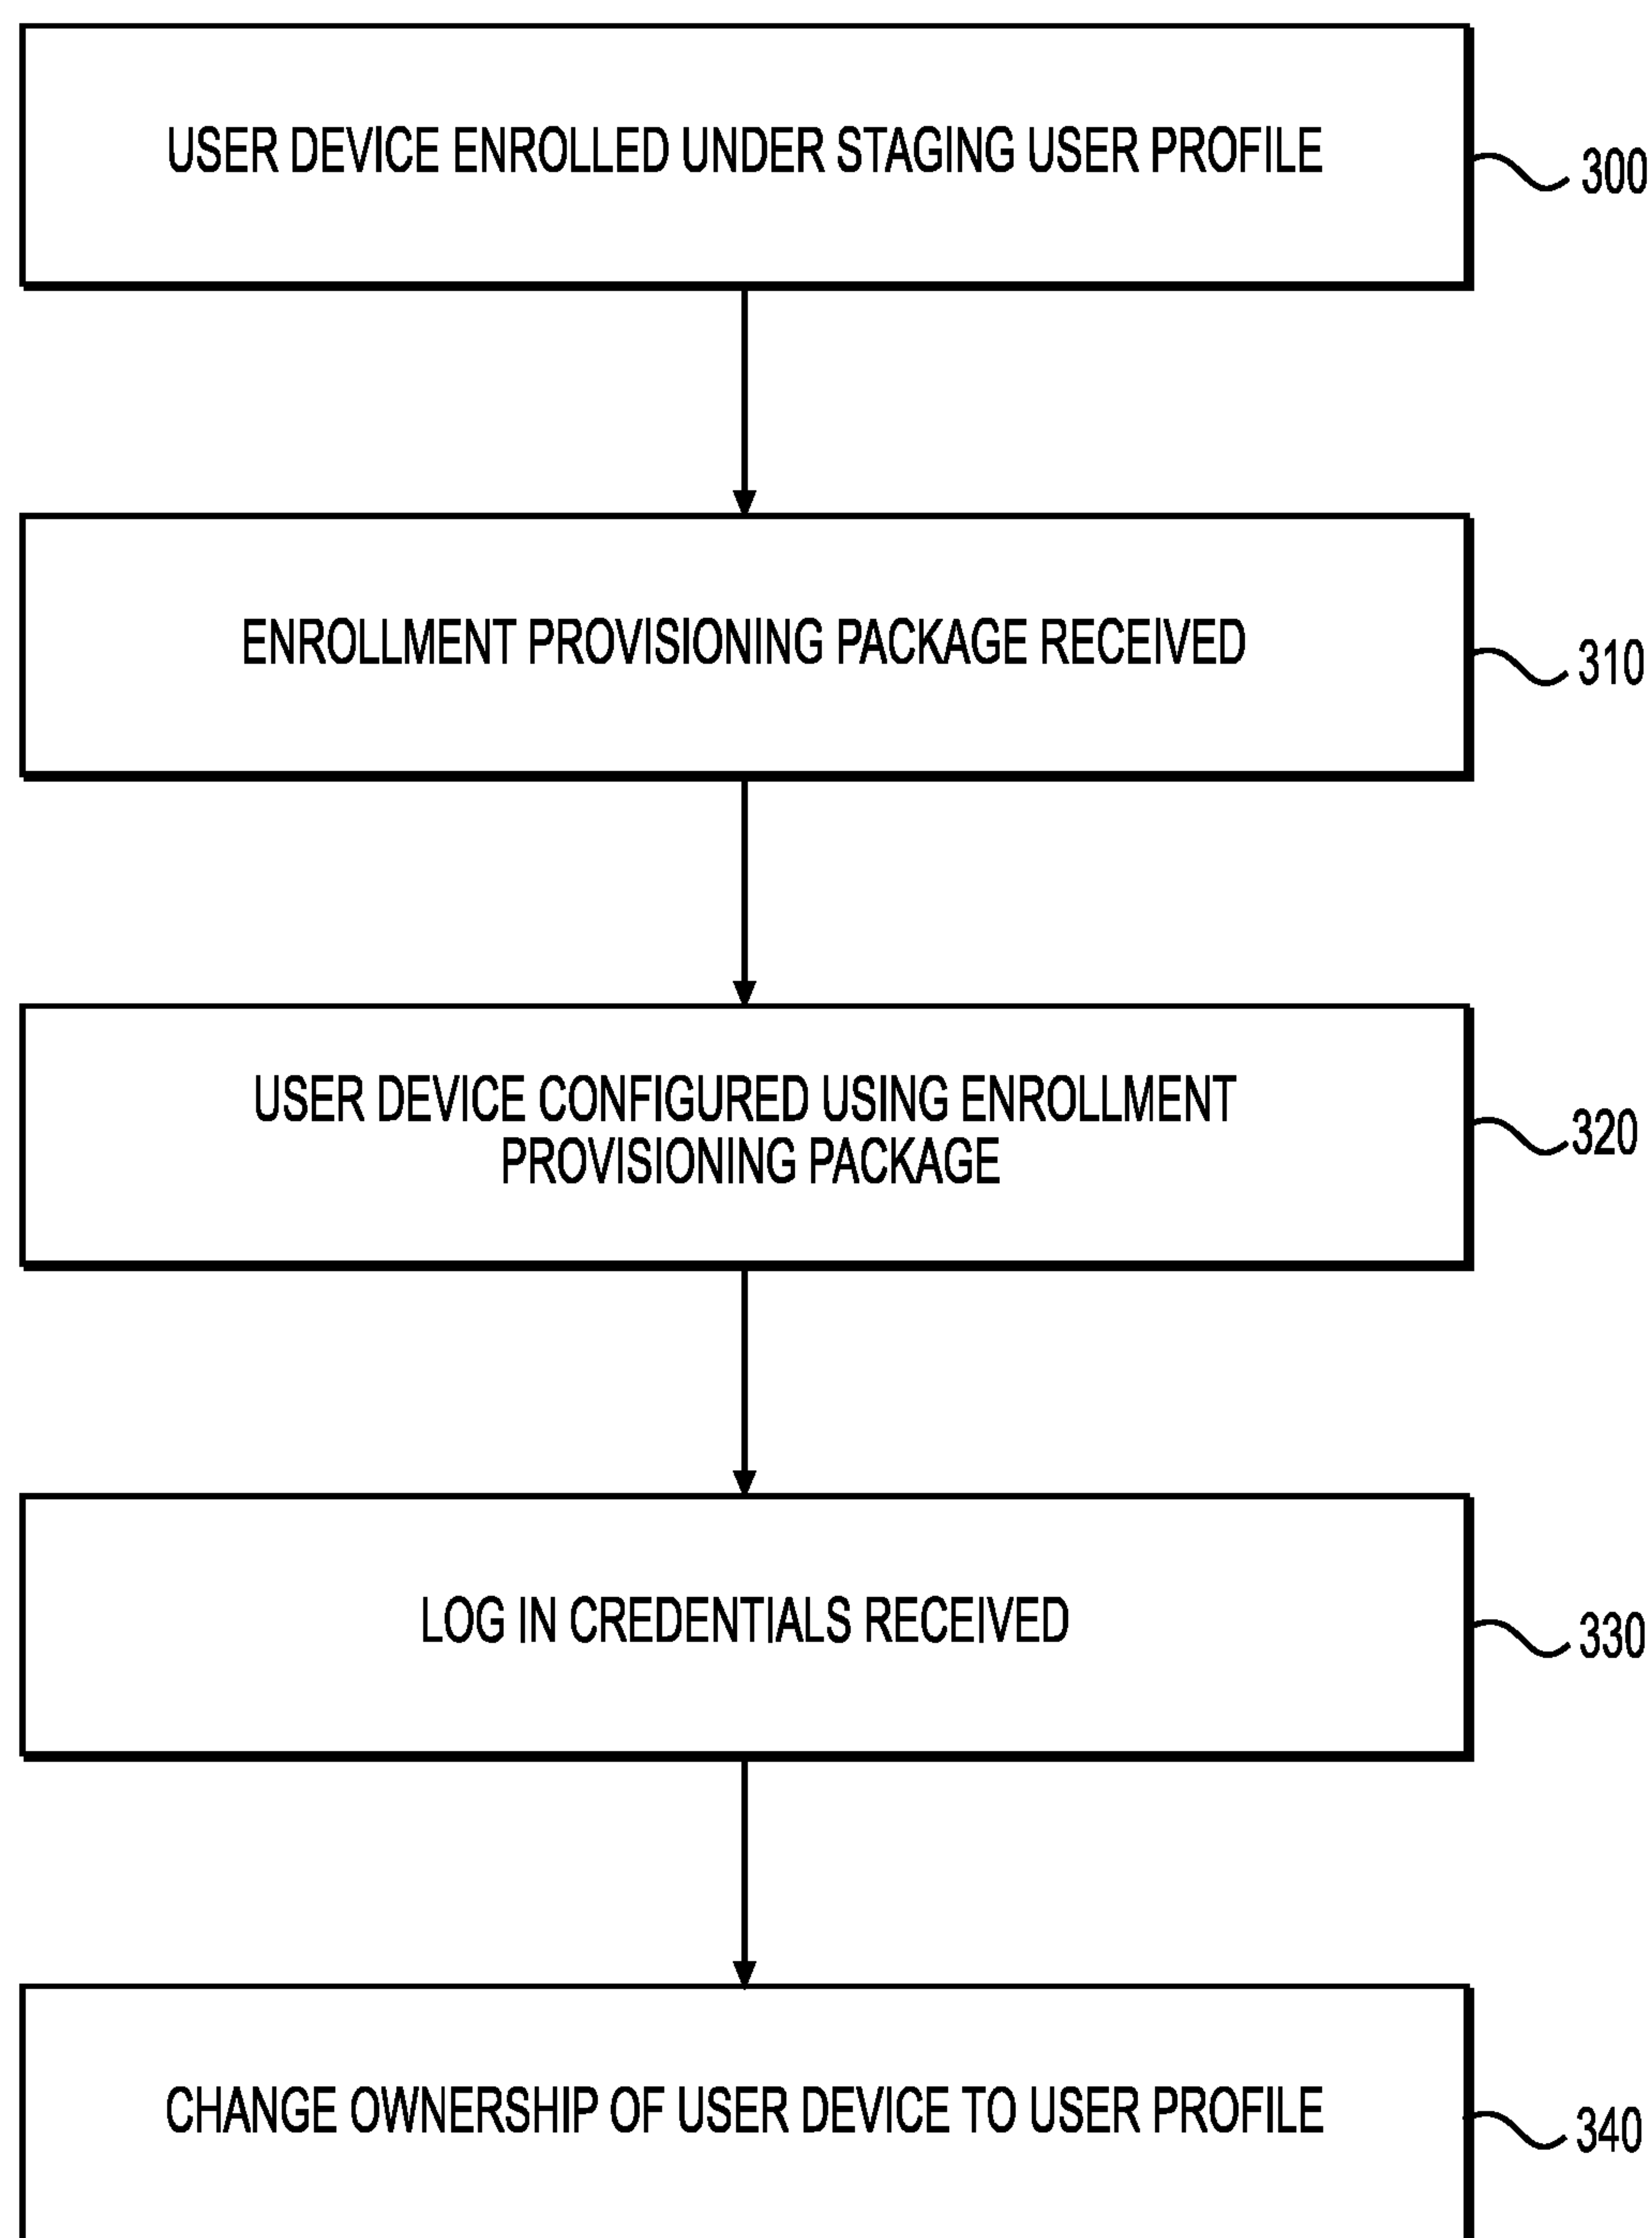 USER DEVICE ENROLLED UNDER STAGING USER PROFILE
300
ENROLLMENT PROVISIONING PACKAGE RECEIVED
310
USER DEVICE CONFIGURED USING ENROLLMENT
PROVISIONING PACKAGE
320
LOG IN CREDENTIALS RECEIVED
330
CHANGE OWNERSHIP OF USER DEVICE TO USER PROFILE
340